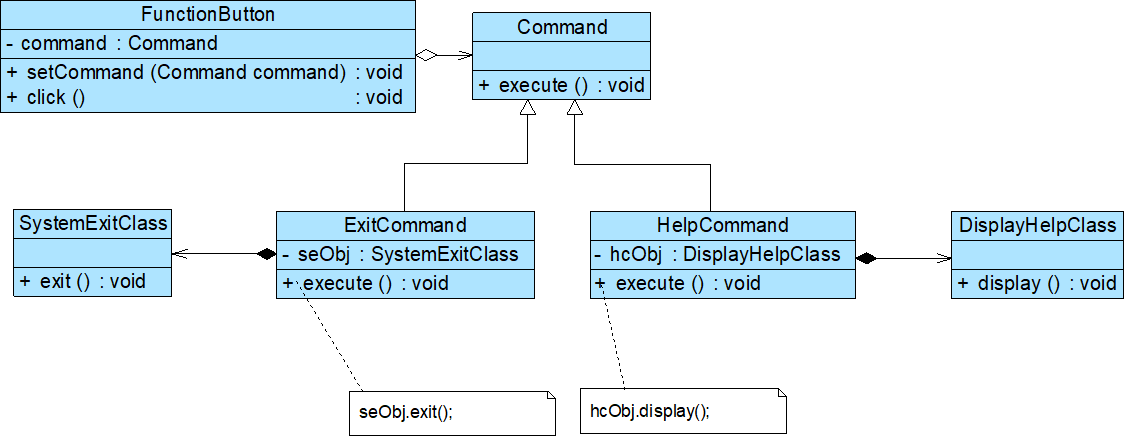 FunctionButton
- command : Command
+ setCommand (Command command) : void
+ click () : void
Command
+ execute () : void
SystemExitClass
+ exit () : void
ExitCommand
- seObj : SystemExitClass
+ execute () : void
HelpCommand
- hcObj : DisplayHelpClass
+ execute () : void
DisplayHelpClass
+ display () : void
seObj.exit();
hcObj.display();